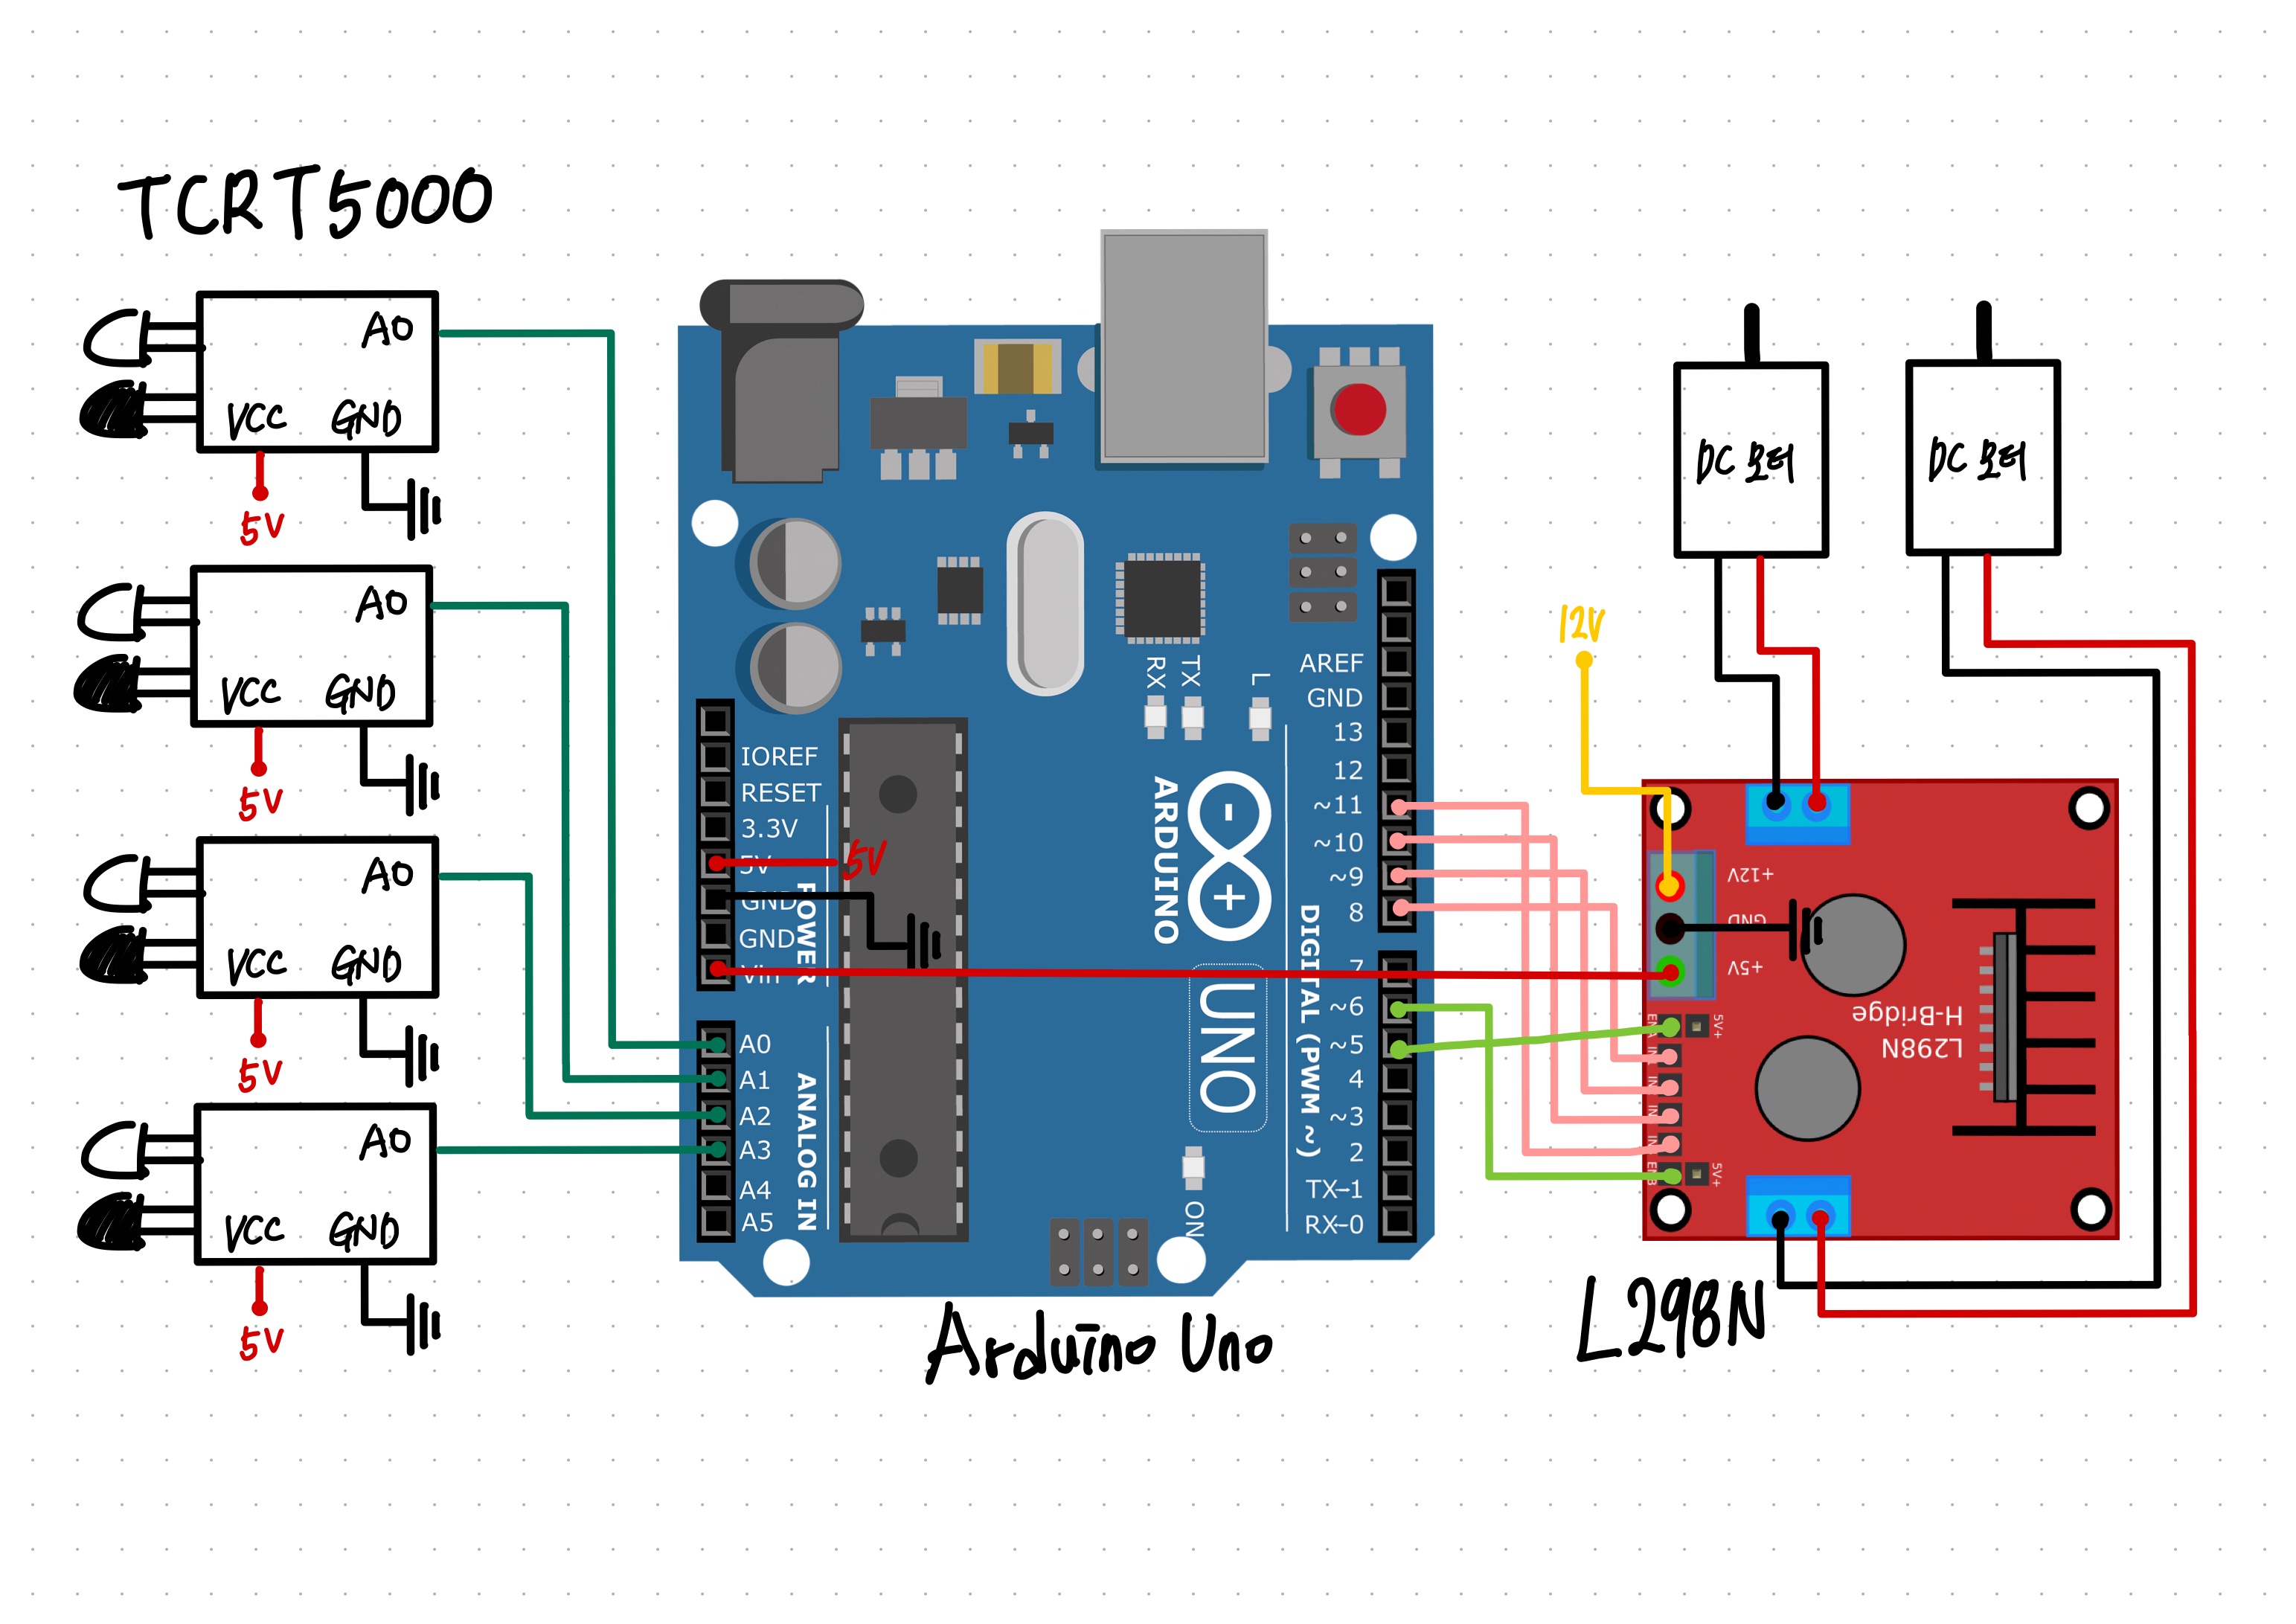 TCRT5000
A0
VCC GND
5V
A0
VCC GND
5V
A0
VCC GND
5V
A0
VCC GND
5V
IOREF
RESET
3.3V
5V
5V
GND
GND
Vin
POWER
A0
A1
A2
A3
A4
A5
ANALOG IN
RX
TX
L
ARDUINO
UNO
ON
AREF
GND
13
12
~11
~10
~9
8
7
~6
~5
4
~3
2
TX→1
RX←0
DIGITAL (PWM ~)
Arduino Uno
DC 모터
DC 모터
12V
+12V
GND
+5V
5V+
5V+
H-Bridge
L298N
L298N